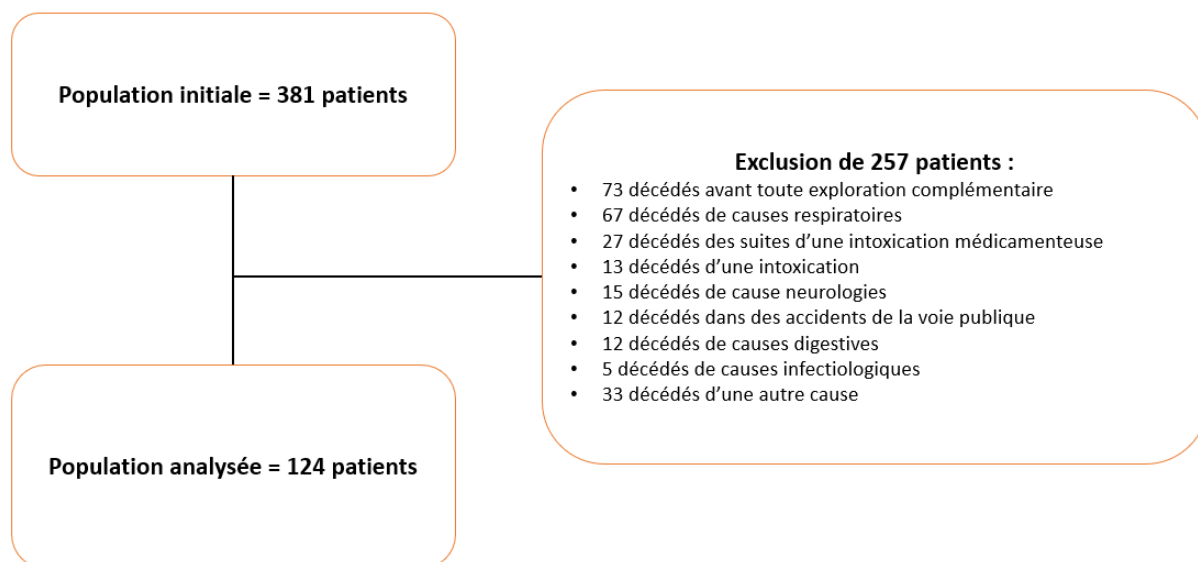 Population initiale = 381 patients
Exclusion de 257 patients :
• 73 décédés avant toute exploration complémentaire
• 67 décédés de causes respiratoires
• 27 décédés des suites d’une intoxication médicamenteuse
• 13 décédés d’une intoxication
• 15 décédés de cause neurologies
• 12 décédés dans des accidents de la voie publique
• 12 décédés de causes digestives
• 5 décédés de causes infectiologiques
• 33 décédés d’une autre cause
Population analysée = 124 patients